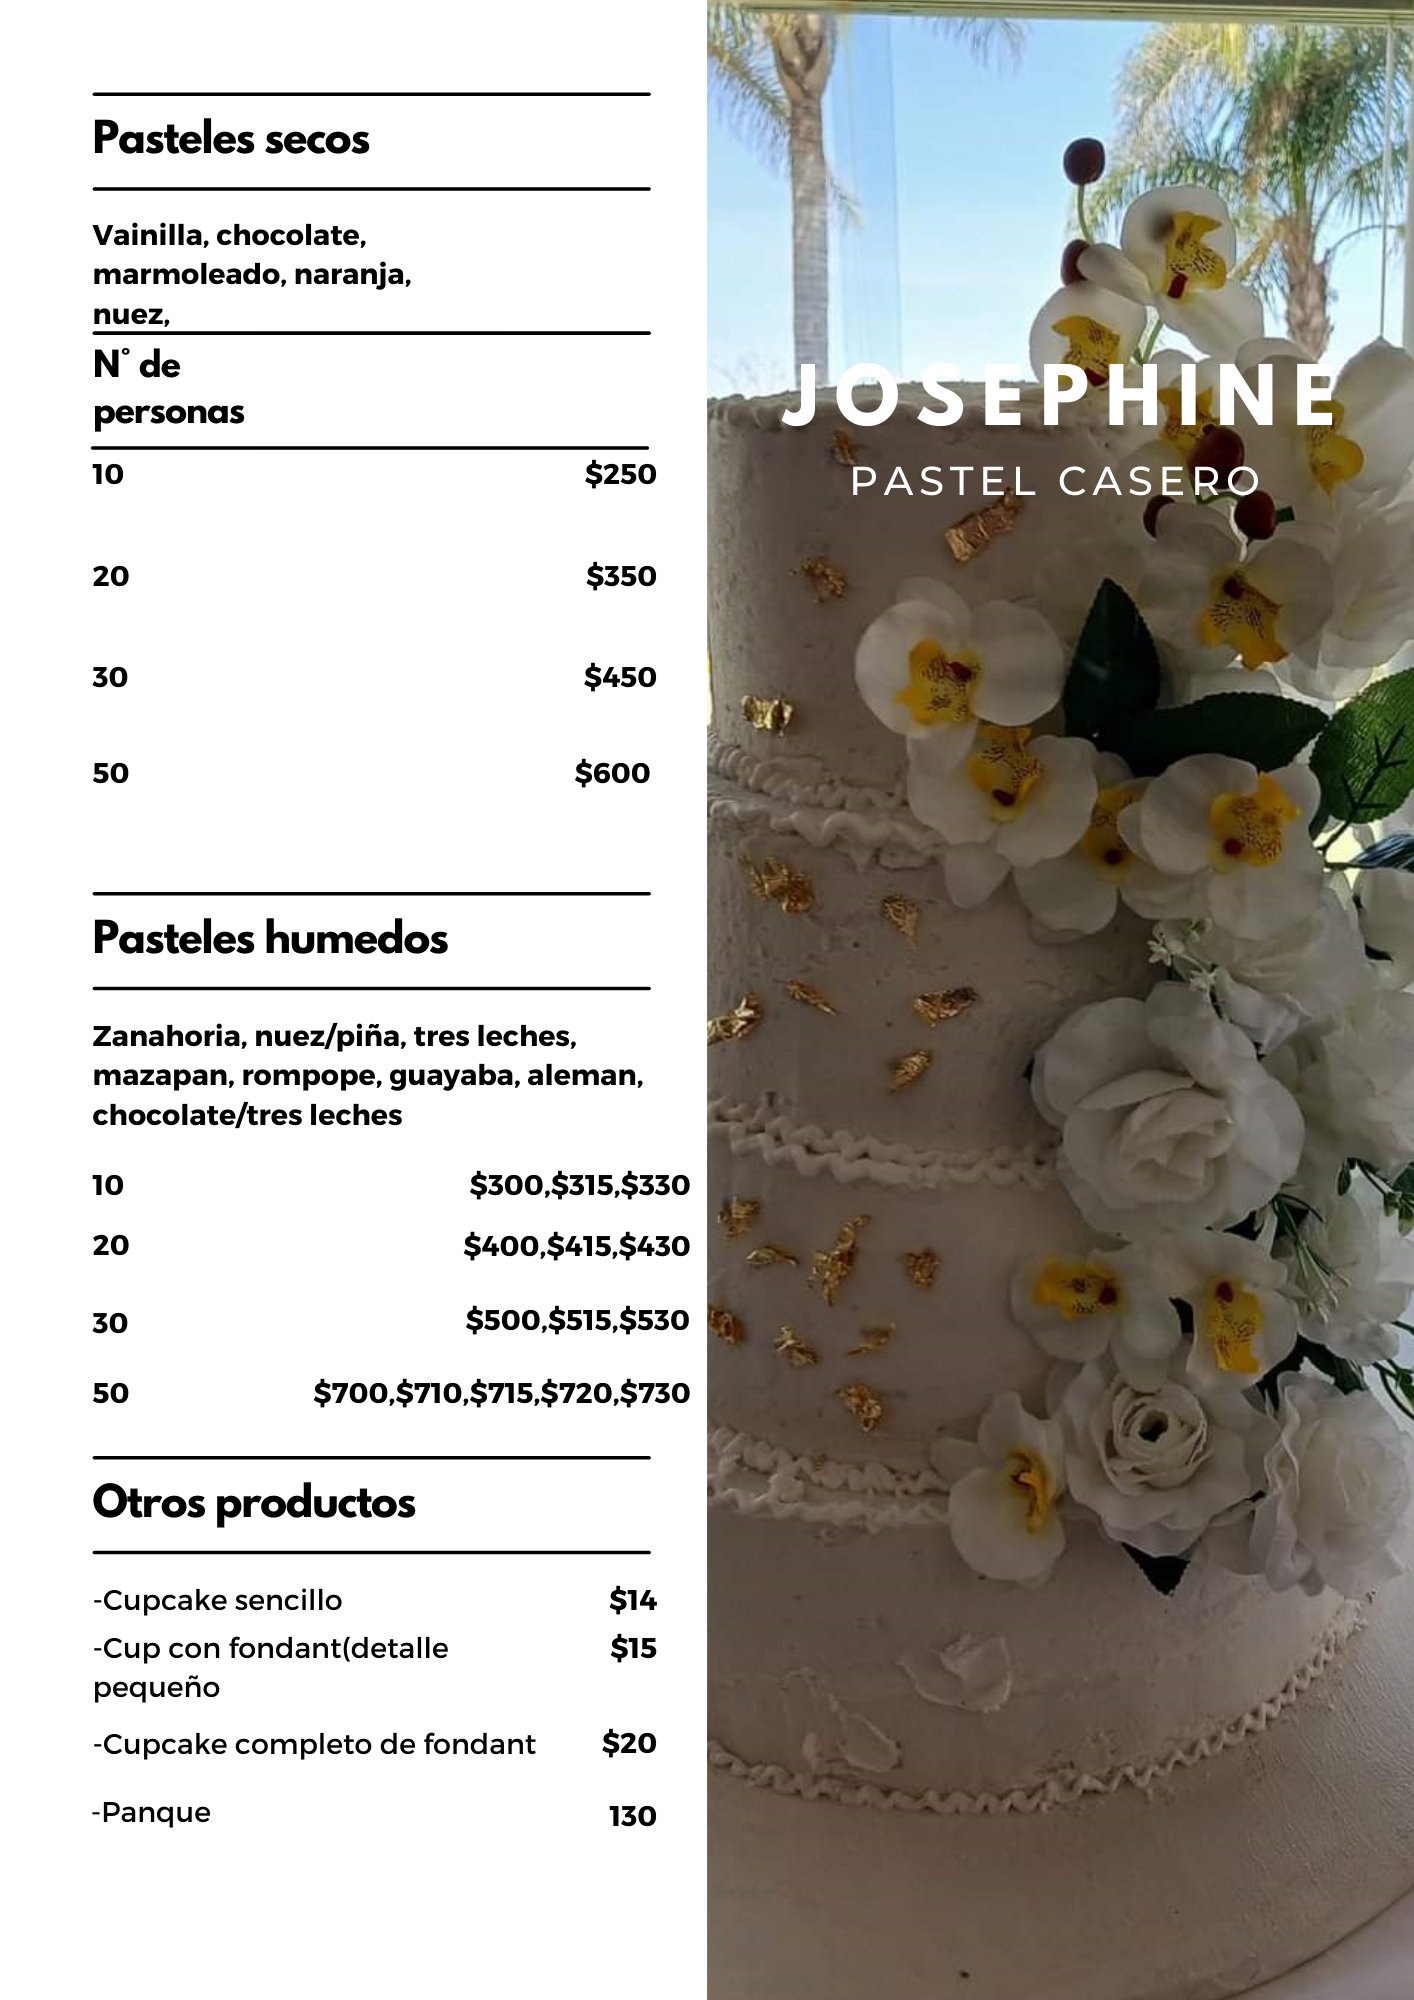 Pasteles secos
Vainilla, chocolate,
marmoleado, naranja,
nuez,
N° de
personas
10 $250
20 $350
30 $450
50 $600
Pasteles humedos
Zanahoria, nuez/piña, tres leches,
mazapan, rompope, guayaba, aleman,
chocolate/tres leches
10 $300,$315,$330
20 $400,$415,$430
30 $500,$515,$530
50 $700,$710,$715,$720,$730
Otros productos
-Cupcake sencillo $14
-Cup con fondant(detalle $15
pequeño
-Cupcake completo de fondant $20
-Panque 130
JOSEPHINE
PASTEL CASERO